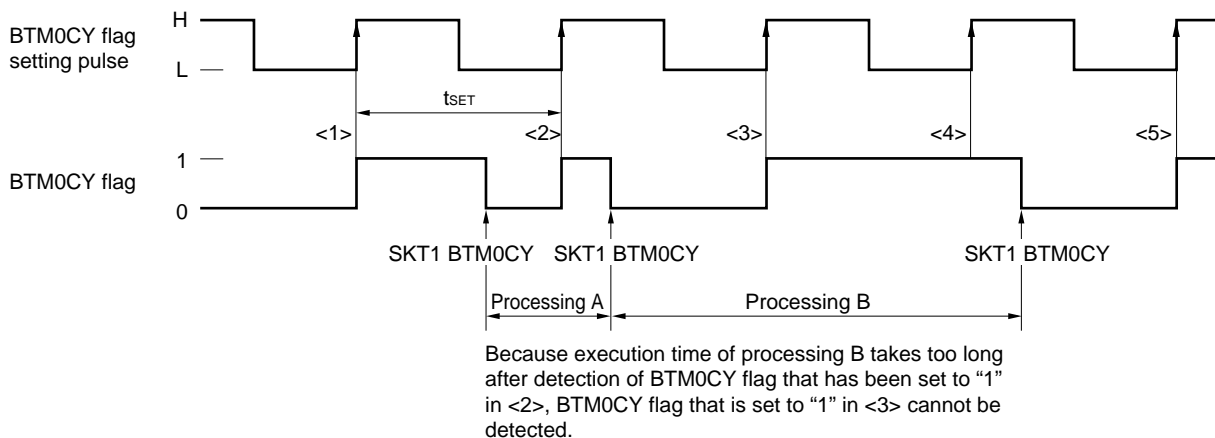 H
BTM0CY flag
setting pulse
L
tSET
<1>
<2>
<3>
<4>
<5>
1
BTM0CY flag
0
SKT1 BTM0CY
SKT1 BTM0CY
SKT1 BTM0CY
Processing A
Processing B
Because execution time of processing B takes too long
after detection of BTM0CY flag that has been set to “1”
in <2>, BTM0CY flag that is set to “1” in <3> cannot be
detected.